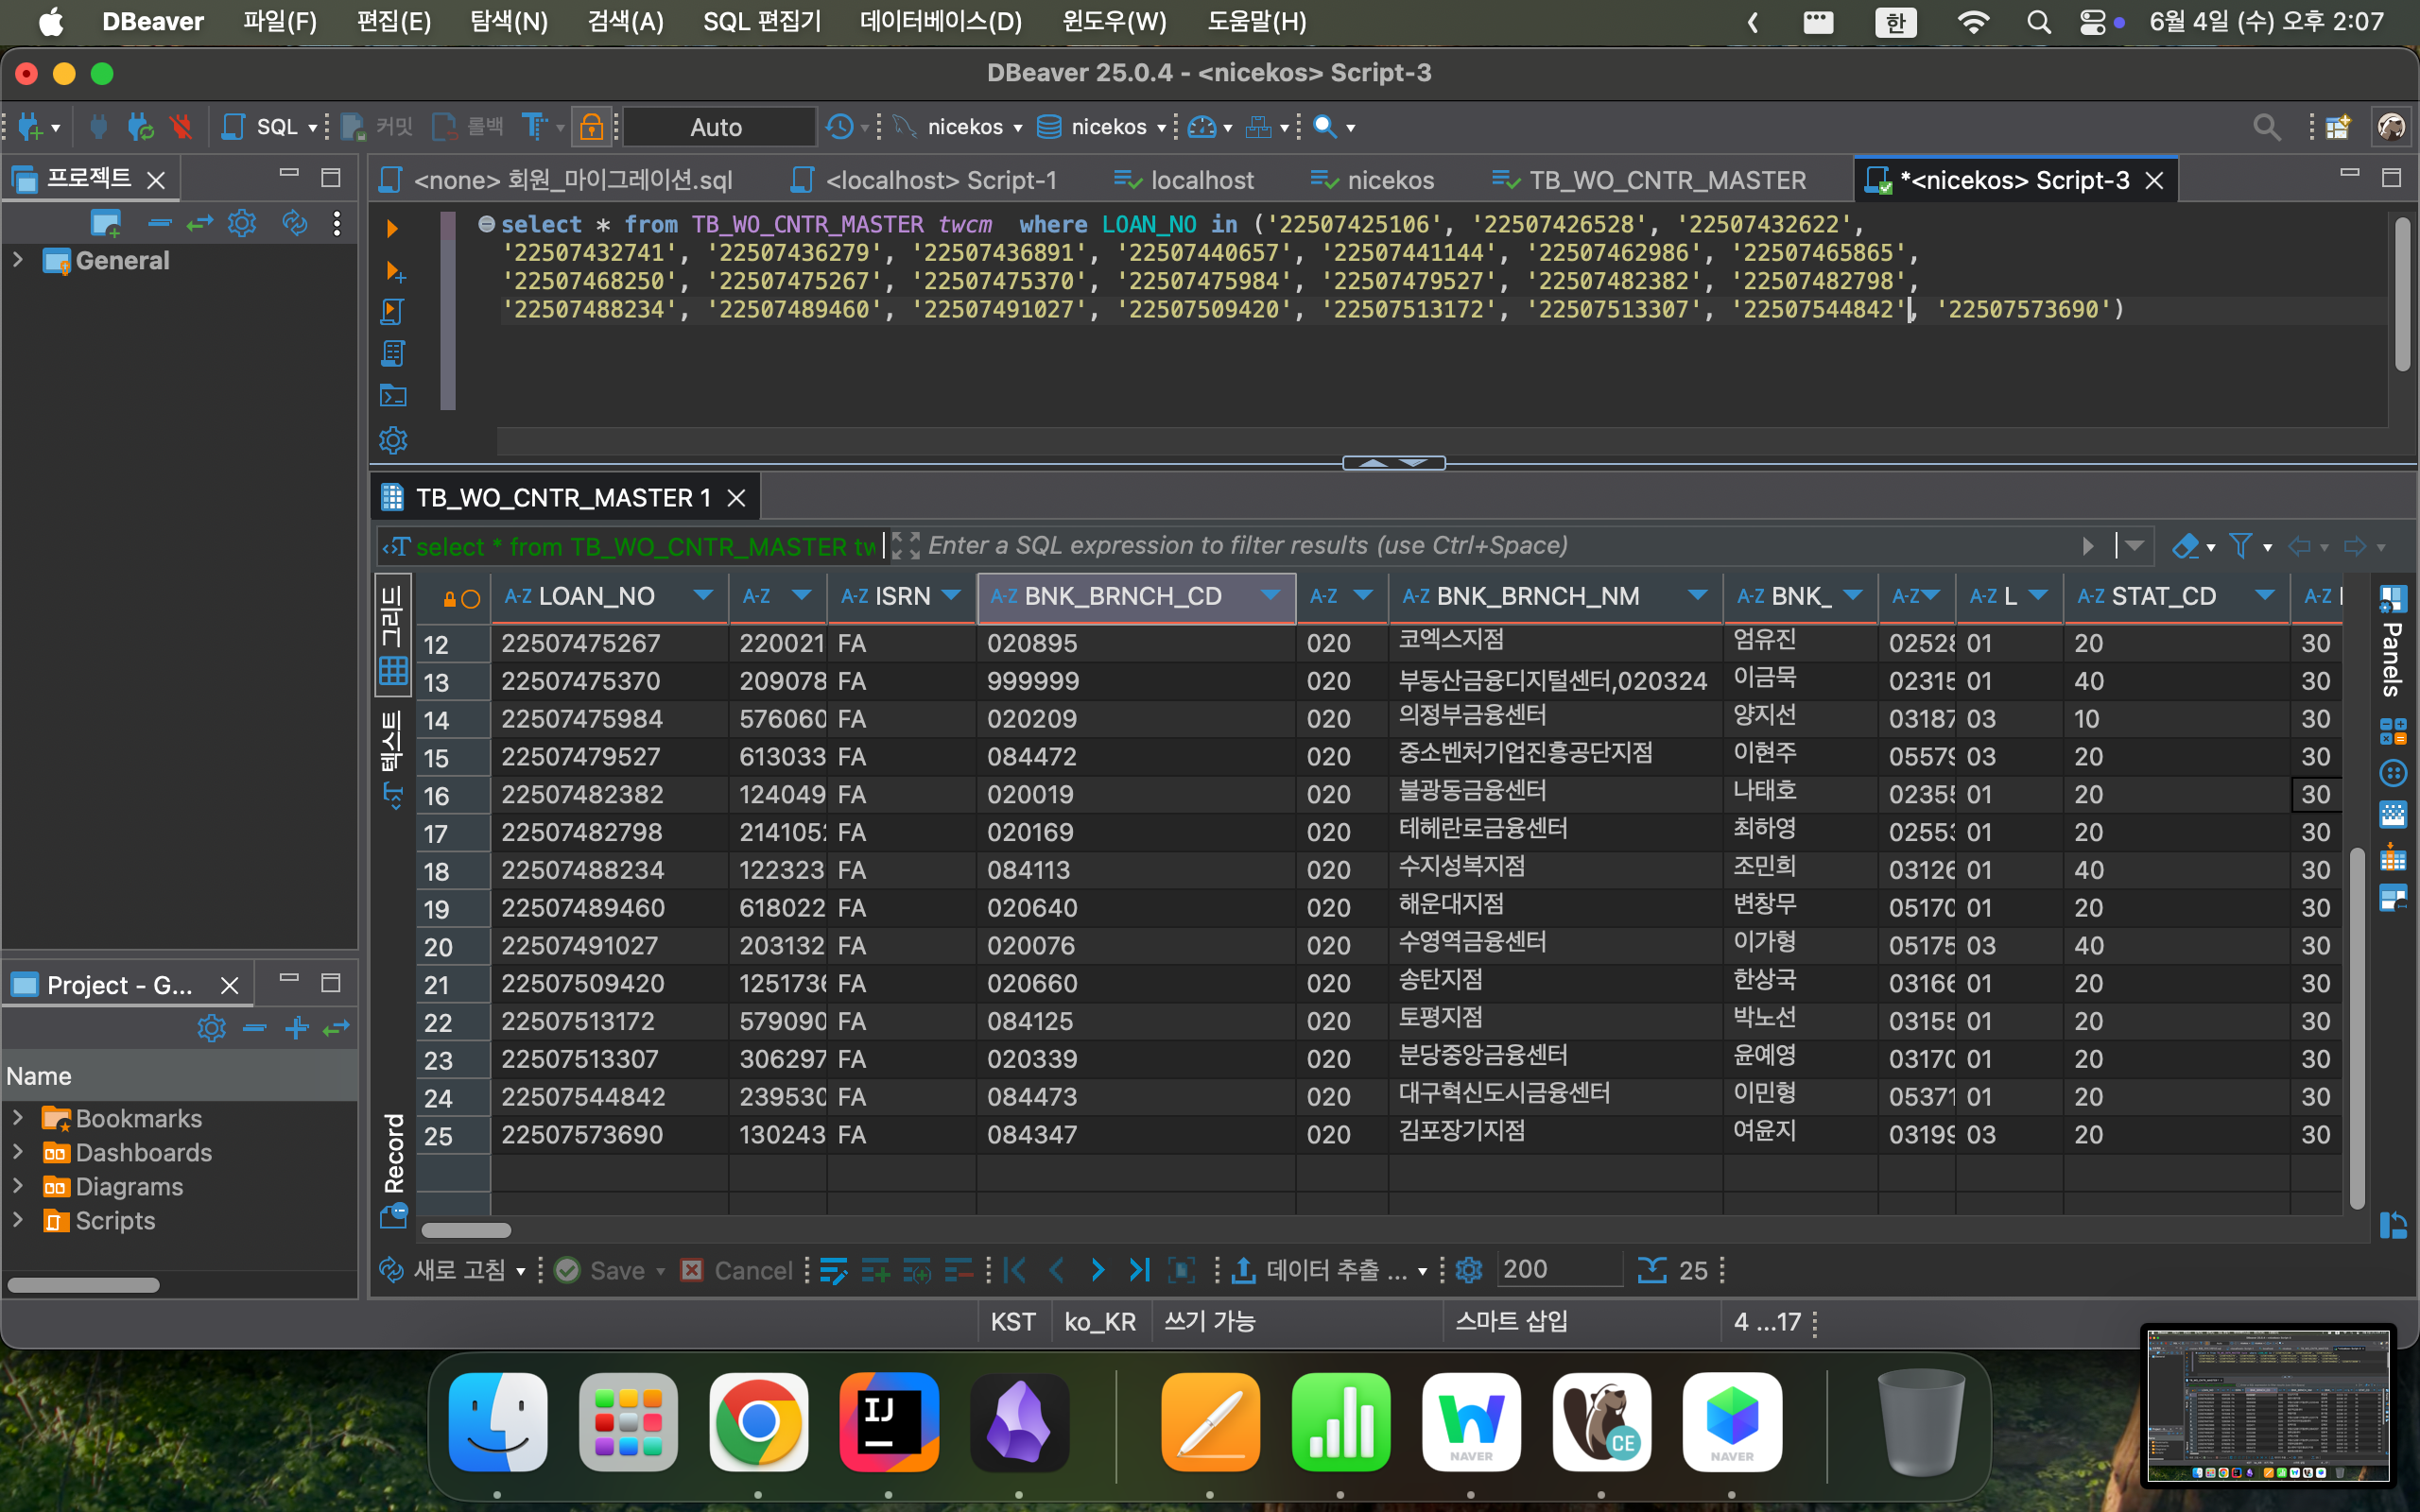 DBeaver 파일(F) 편집(E) 탐색(N) 검색(A) SQL 편집기 데이터베이스(D) 윈도우(W) 도움말(H) 한 6월 4일 (수) 오후 2:07
DBeaver 25.0.4 - <nicekos> Script-3
SQL 커밋 롤백 Auto nicekos nicekos
프로젝트
General
<none> 회원_마이그레이션.sql <localhost> Script-1 localhost nicekos TB_WO_CNTR_MASTER *<nicekos> Script-3
select * from TB_WO_CNTR_MASTER twcm where LOAN_NO in ('22507425106', '22507426528', '22507432622',
'22507432741', '22507436279', '22507436891', '22507440657', '22507441144', '22507462986', '22507465865',
'22507468250', '22507475267', '22507475370', '22507475984', '22507479527', '22507482382', '22507482798',
'22507488234', '22507489460', '22507491027', '22507509420', '22507513172', '22507513307', '22507544842', '22507573690')
TB_WO_CNTR_MASTER 1
select * from TB_WO_CNTR_MASTER tw Enter a SQL expression to filter results (use Ctrl+Space)
그리드
텍스트
Record
A-Z LOAN_NO A-Z A-Z ISRN A-Z BNK_BRNCH_CD A-Z A-Z BNK_BRNCH_NM A-Z BNK_ A-Z A-Z L A-Z STAT_CD A-Z
12 22507475267 220021 FA 020895 020 코엑스지점 엄유진 02528 01 20 30
13 22507475370 209078 FA 999999 020 부동산금융디지털센터,020324 이금묵 02315 01 40 30
14 22507475984 576060 FA 020209 020 의정부금융센터 양지선 03187 03 10 30
15 22507479527 613033 FA 084472 020 중소벤처기업진흥공단지점 이현주 05579 03 20 30
16 22507482382 124049 FA 020019 020 불광동금융센터 나태호 02355 01 20 30
17 22507482798 2141052 FA 020169 020 테헤란로금융센터 최하영 02553 01 20 30
18 22507488234 122323 FA 084113 020 수지성복지점 조민희 03126 01 40 30
19 22507489460 618022 FA 020640 020 해운대지점 변창무 05170 01 20 30
20 22507491027 203132 FA 020076 020 수영역금융센터 이가형 05175 03 40 30
21 22507509420 1251736 FA 020660 020 송탄지점 한상국 03166 01 20 30
22 22507513172 579090 FA 084125 020 토평지점 박노선 03155 01 20 30
23 22507513307 306297 FA 020339 020 분당중앙금융센터 윤예영 03170 01 20 30
24 22507544842 239530 FA 084473 020 대구혁신도시금융센터 이민형 05371 01 20 30
25 22507573690 130243 FA 084347 020 김포장기지점 여윤지 03199 03 20 30
Panels
Project - G...
Name
Bookmarks
Dashboards
Diagrams
Scripts
새로 고침 Save Cancel 데이터 추출 ... 200 25
KST ko_KR 쓰기 가능 스마트 삽입 4 ...17
IJ NAVER CE NAVER